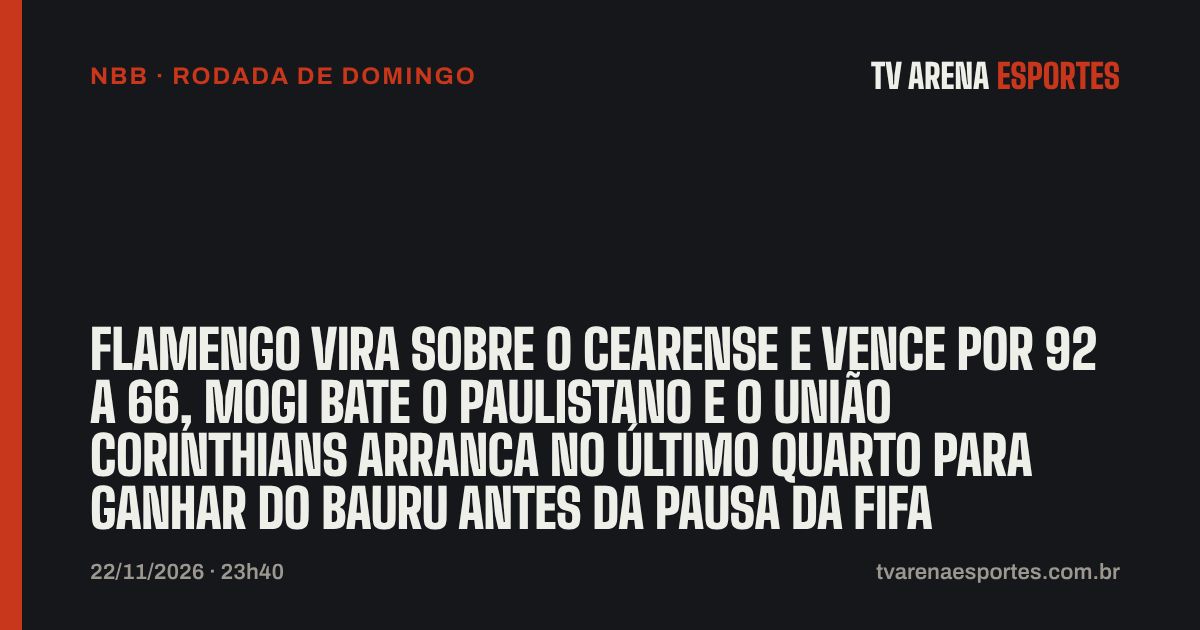 NBB · RODADA DE DOMINGO
TV ARENA ESPORTES
FLAMENGO VIRA SOBRE O CEARENSE E VENCE POR 92
A 66, MOGI BATE O PAULISTANO E O UNIÃO
CORINTHIANS ARRANCA NO ÚLTIMO QUARTO PARA
GANHAR DO BAURU ANTES DA PAUSA DA FIFA
22/11/2026 · 23h40
tvarenaesportes.com.br